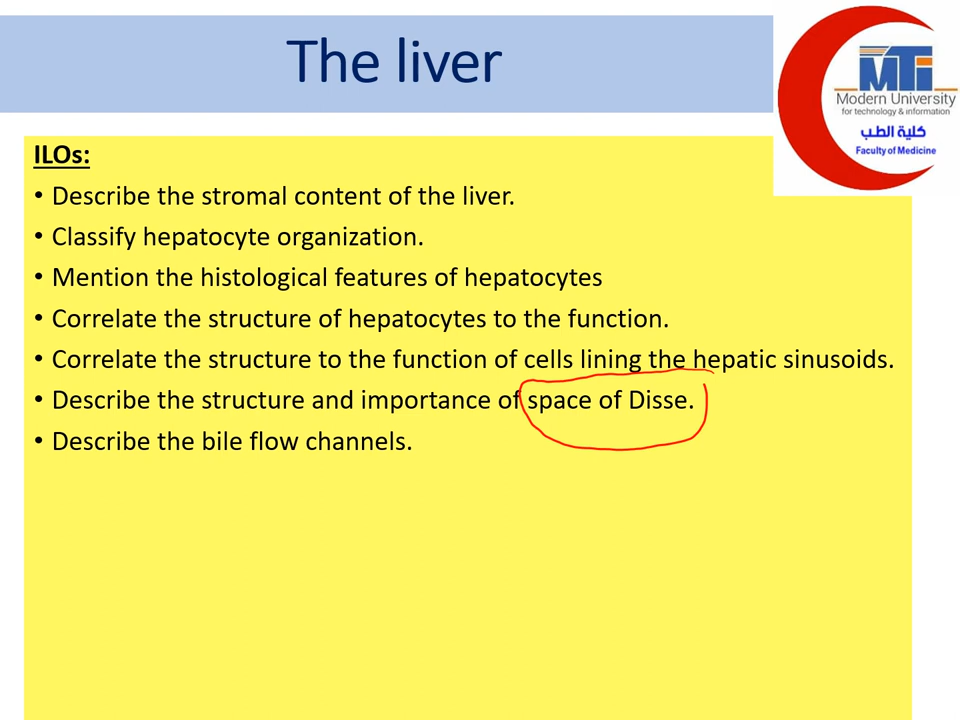 The liver
MTi
Modern University
for technology & information
كلية الطب
Faculty of Medicine
ILOs:
• Describe the stromal content of the liver.
• Classify hepatocyte organization.
• Mention the histological features of hepatocytes
• Correlate the structure of hepatocytes to the function.
• Correlate the structure to the function of cells lining the hepatic sinusoids.
• Describe the structure and importance of space of Disse.
• Describe the bile flow channels.